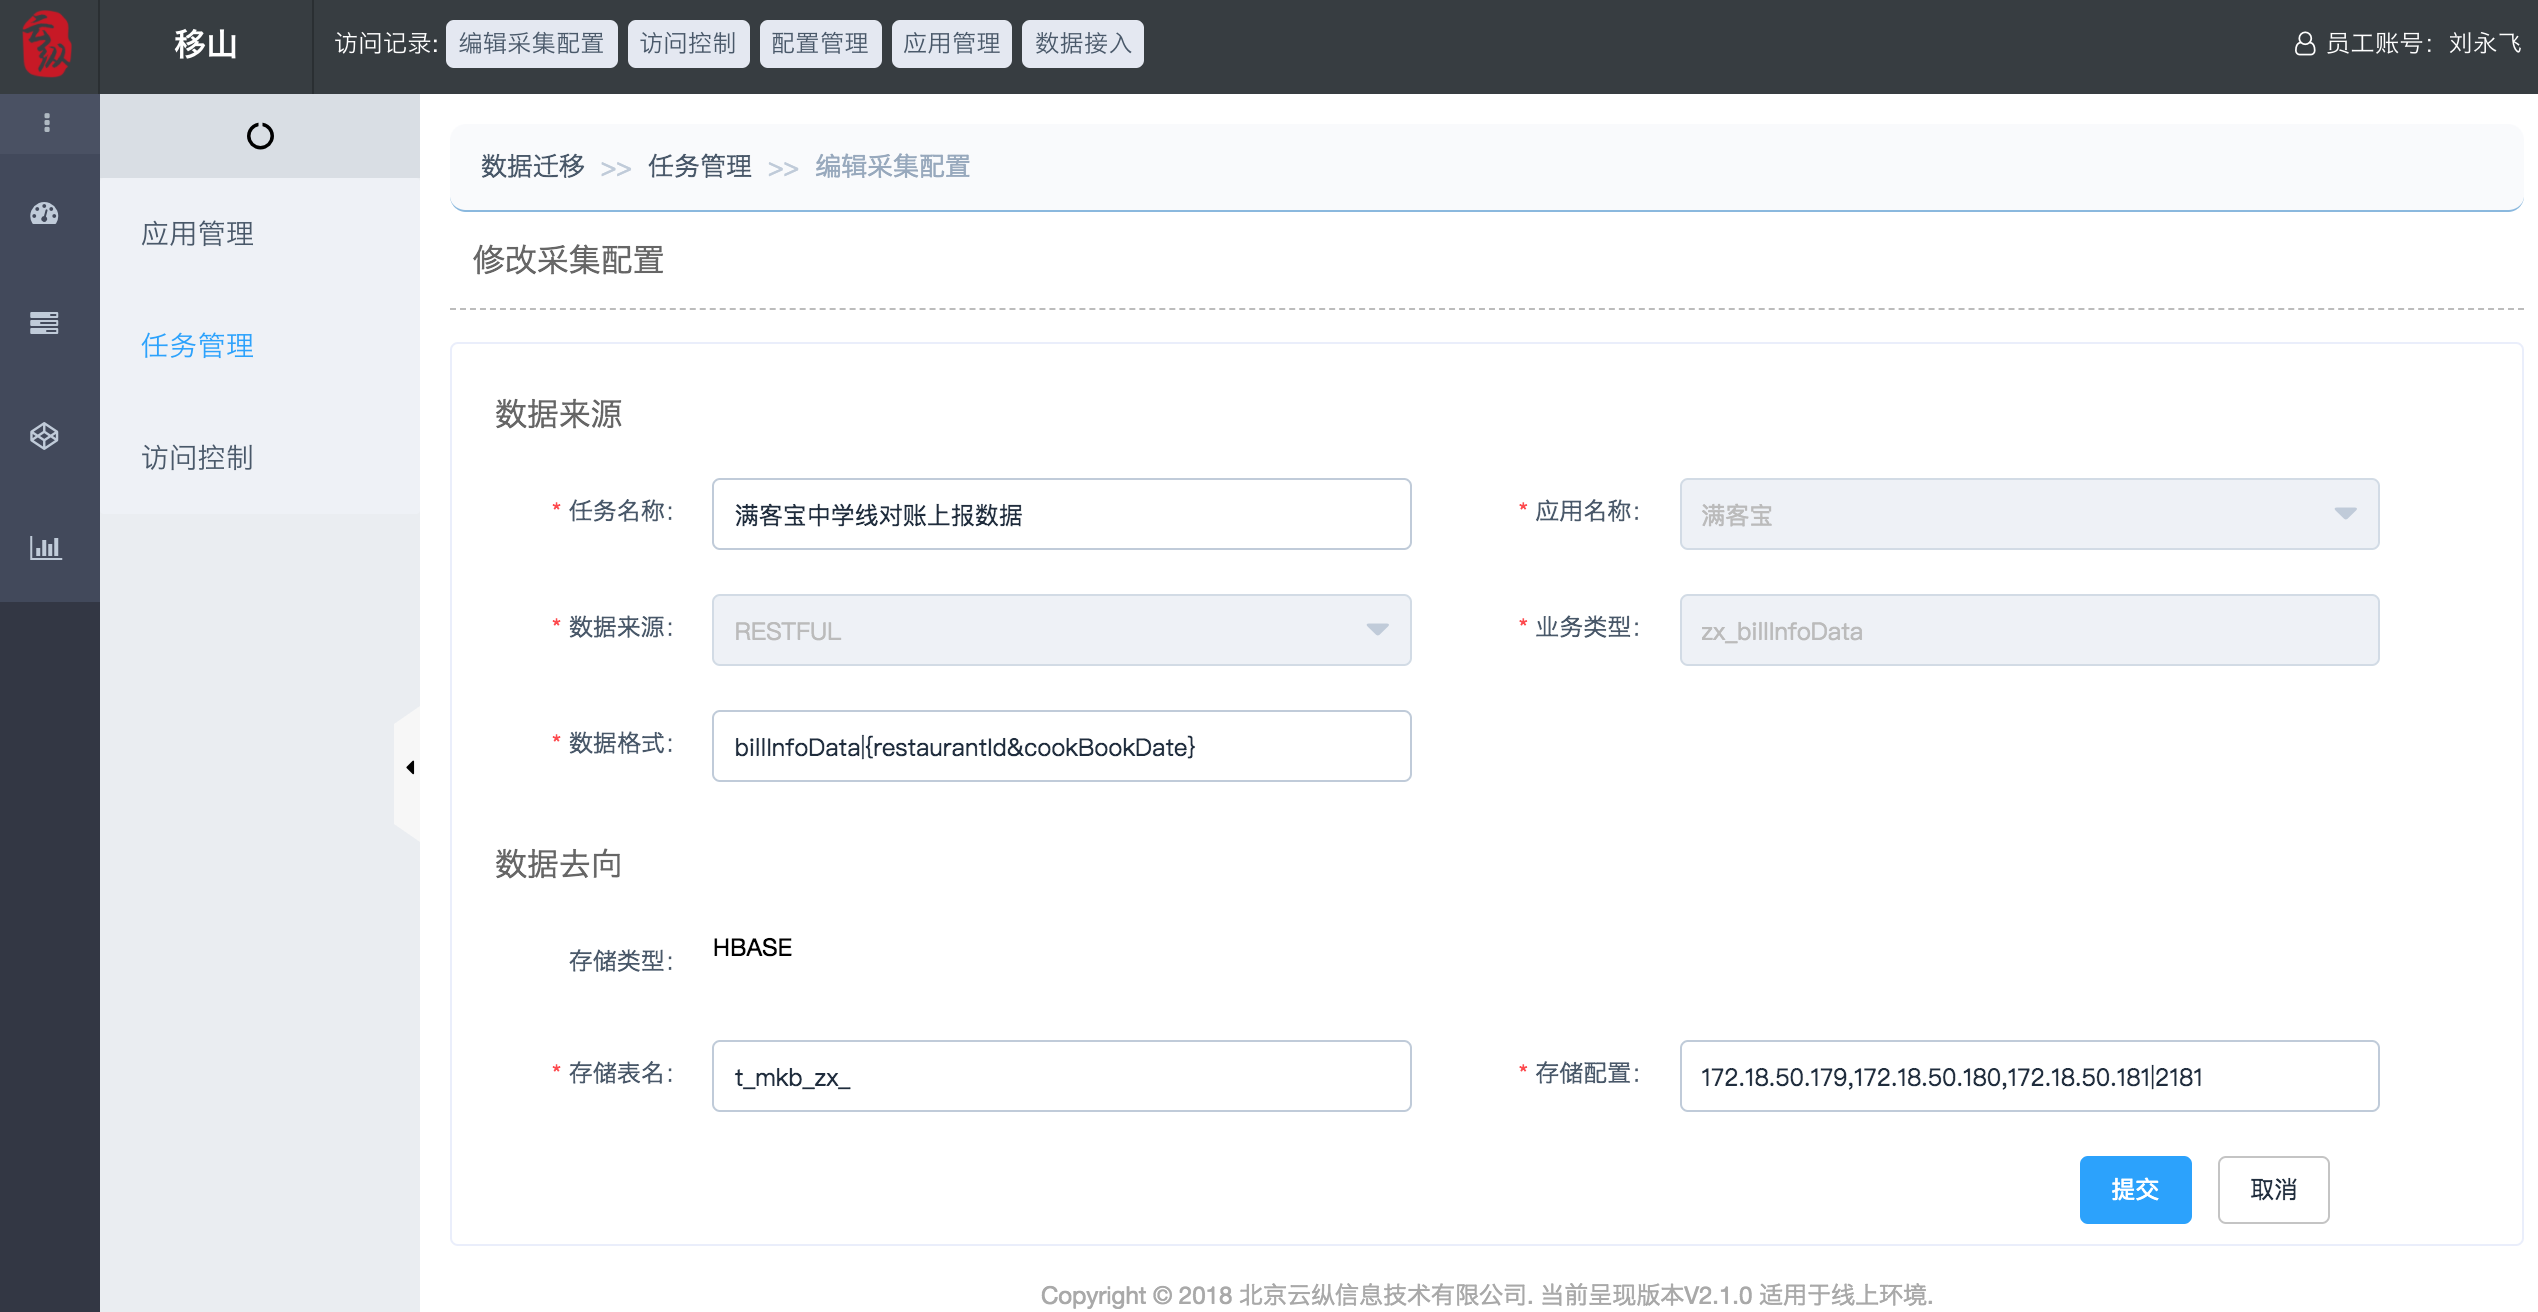 云纵
移山
访问记录: 编辑采集配置 访问控制 配置管理 应用管理 数据接入
员工账号: 刘永飞
应用管理
任务管理
访问控制
数据迁移 >> 任务管理 >> 编辑采集配置
修改采集配置
数据来源
* 任务名称: 满客宝中学线对账上报数据
* 应用名称: 满客宝
* 数据来源: RESTFUL
* 业务类型: zx_billInfoData
* 数据格式: billInfoData|{restaurantId&cookBookDate}
数据去向
存储类型: HBASE
* 存储表名: t_mkb_zx_
* 存储配置: 172.18.50.179,172.18.50.180,172.18.50.181|2181
提交 取消
Copyright © 2018 北京云纵信息技术有限公司. 当前呈现版本V2.1.0 适用于线上环境.